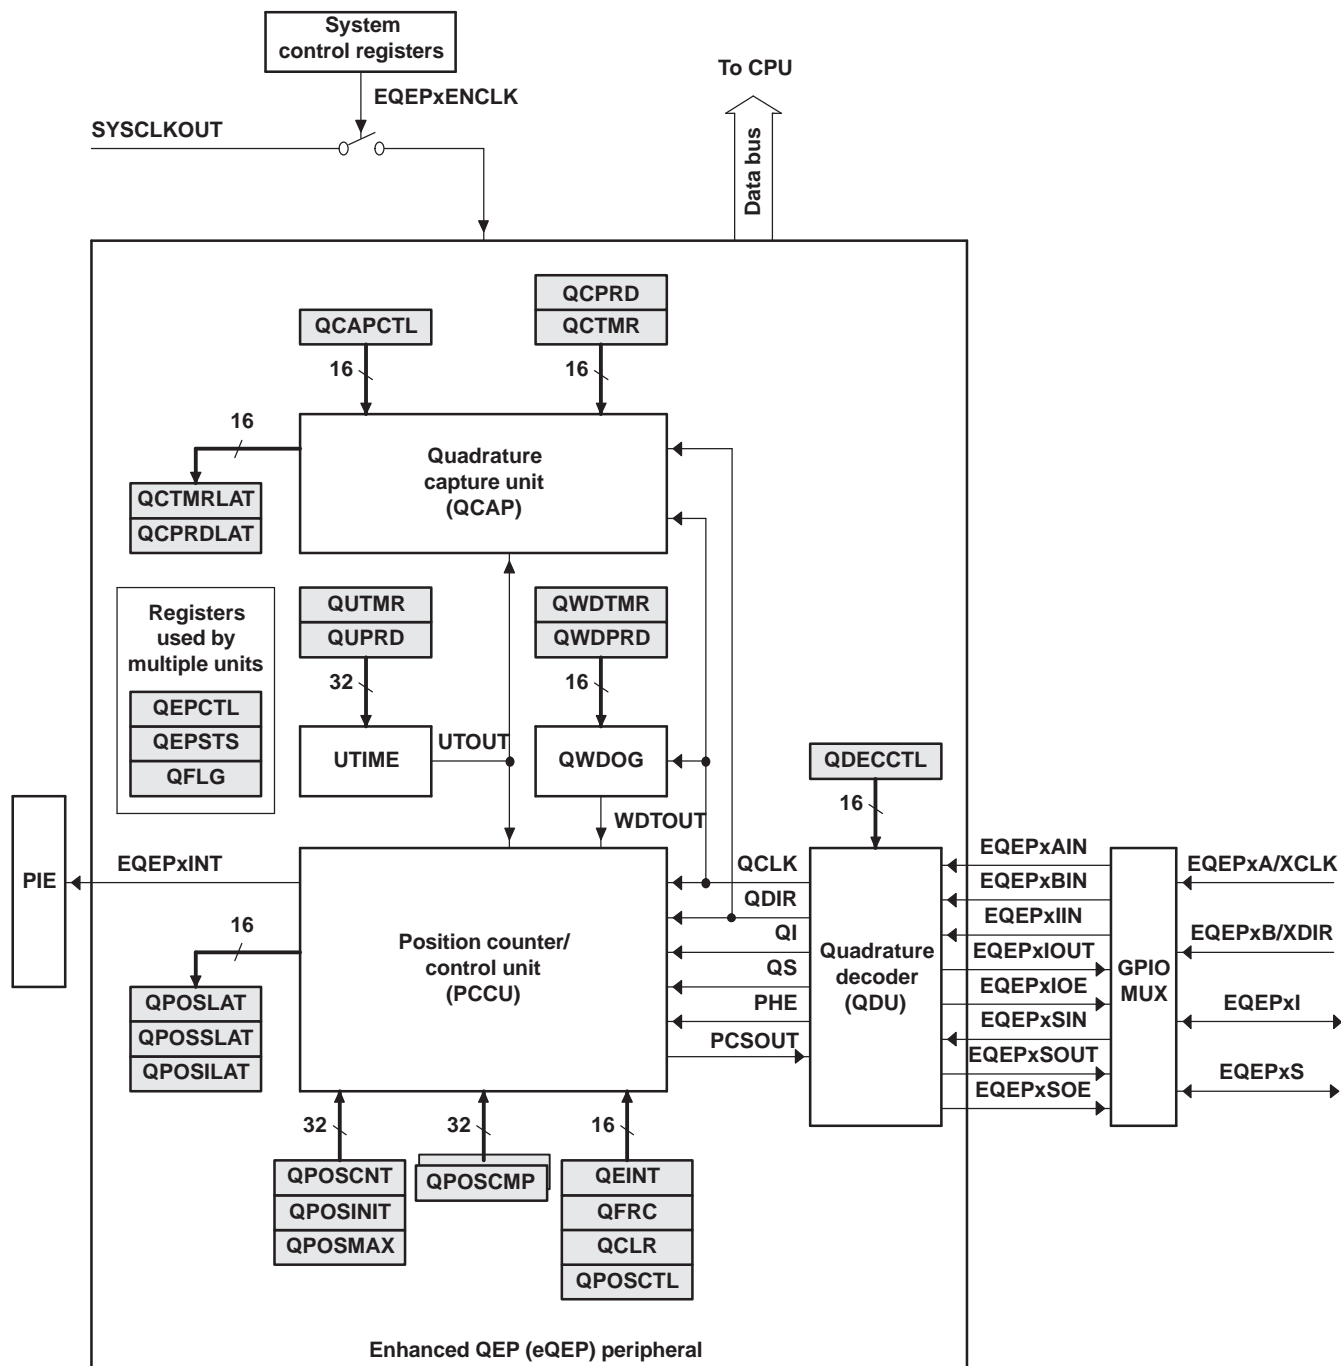 System
control registers
To CPU
EQEPxENCLK
SYSCLKOUT
Data bus
QCPRD
QCAPCTL
QCTMR
16
16
16
Quadrature
capture unit
(QCAP)
QCTMRLAT
QCPRDLAT
Registers
used by
multiple units
QEPCTL
QEPSTS
QFLG
QUTMR
QUPRD
QWDTMR
QWDPRD
32
16
UTIME
UTOUT
QWDOG
QDECCTL
WDTOUT
16
PIE
EQEPxINT
QCLK
QDIR
QI
QS
PHE
PCSOUT
16
Position counter/
control unit
(PCCU)
Quadrature
decoder
(QDU)
EQEPxAIN
EQEPxBIN
EQEPxIIN
EQEPxIOUT
EQEPxIOE
EQEPxSIN
EQEPxSOUT
EQEPxSOE
GPIO
MUX
EQEPxA/XCLK
EQEPxB/XDIR
EQEPxI
EQEPxS
QPOSLAT
QPOSSLAT
QPOSILAT
32
32
16
QPOSCNT
QPOSINIT
QPOSMAX
QPOSCMP
QEINT
QFRC
QCLR
QPOSCTL
Enhanced QEP (eQEP) peripheral